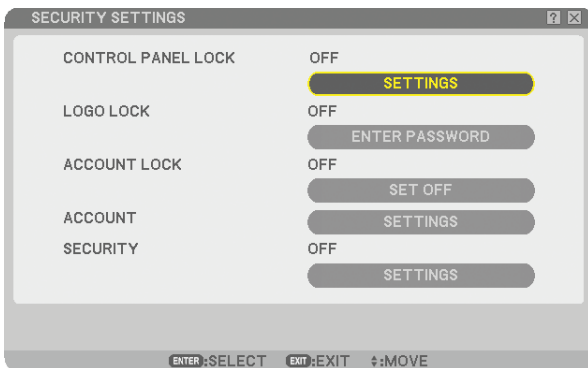 SECURITY SETTINGS ? X
CONTROL PANEL LOCK OFF
SETTINGS
LOGO LOCK OFF
ENTER PASSWORD
ACCOUNT LOCK OFF
SET OFF
ACCOUNT SETTINGS
SECURITY OFF
SETTINGS
ENTER:SELECT EXIT:EXIT :MOVE